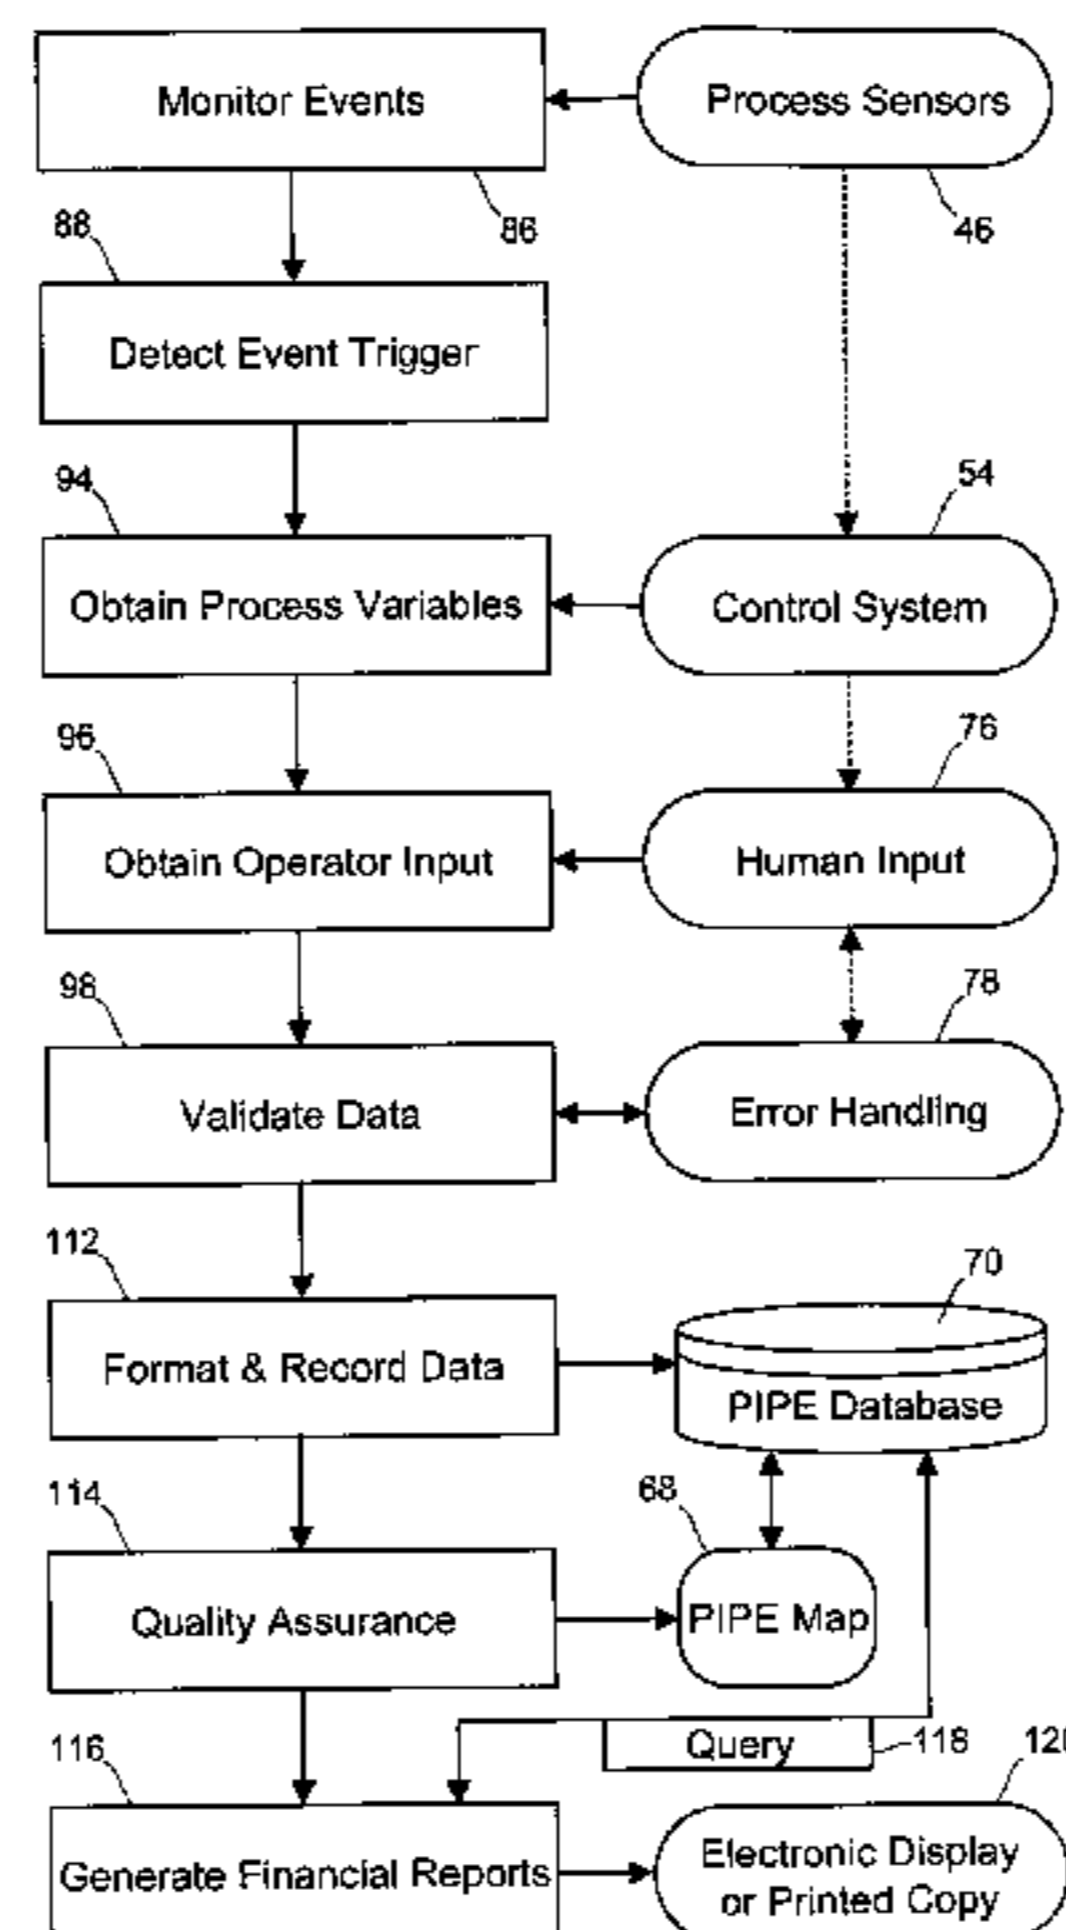 Monitor Events
Process Sensors
86
46
88
Detect Event Trigger
94
54
Obtain Process Variables
Control System
96
76
Obtain Operator Input
Human Input
98
78
Validate Data
Error Handling
112
70
Format & Record Data
PIPE Database
114
68
Quality Assurance
PIPE Map
116
Query
118
120
Generate Financial Reports
Electronic Display
or Printed Copy